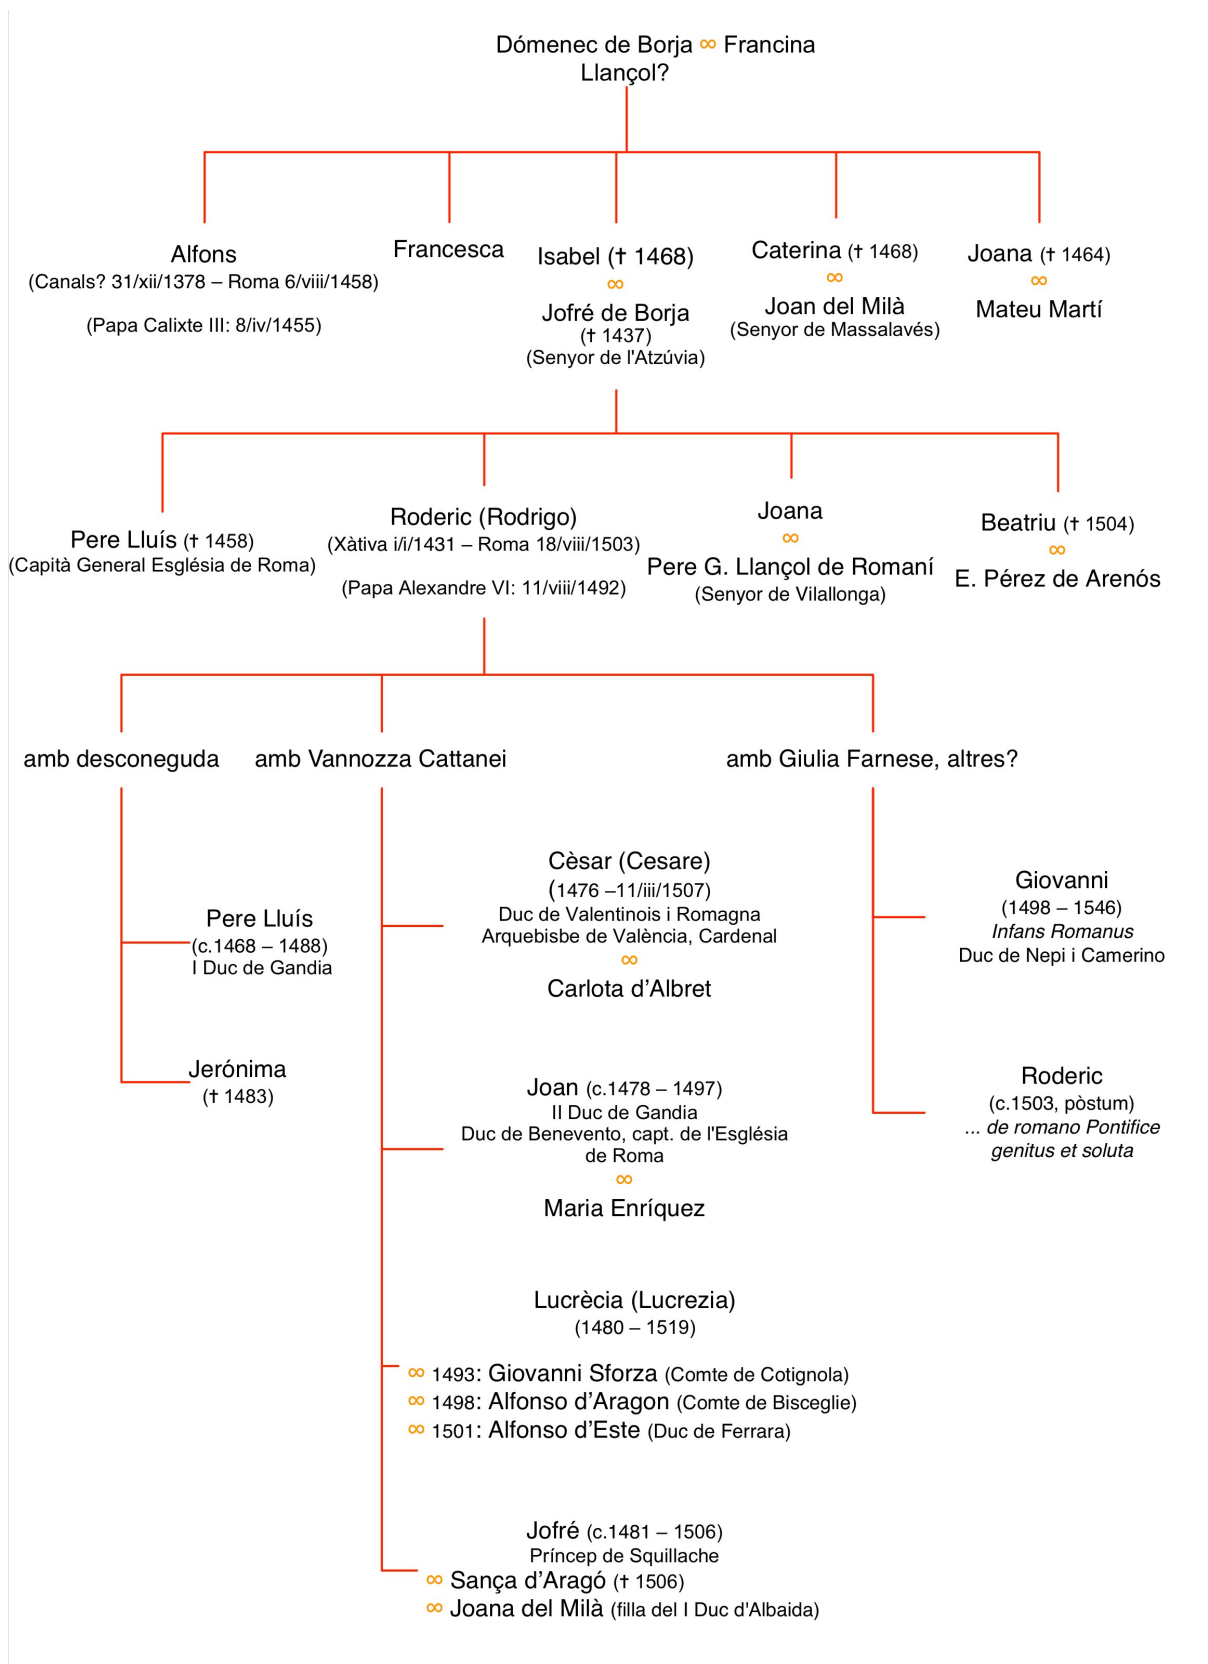 Dómenec de Borja ∞ Francina
Llançol?
Alfons
(Canals? 31/xii/1378 – Roma 6/viii/1458)
(Papa Calixte III: 8/iv/1455)
Francesca
Isabel († 1468)
∞
Jofré de Borja
(† 1437)
(Senyor de l'Atzúvia)
Caterina († 1468)
∞
Joan del Milà
(Senyor de Massalavés)
Joana († 1464)
∞
Mateu Martí
Pere Lluís († 1458)
(Capità General Església de Roma)
Roderic (Rodrigo)
(Xàtiva i/i/1431 – Roma 18/viii/1503)
(Papa Alexandre VI: 11/viii/1492)
Joana
∞
Pere G. Llançol de Romaní
(Senyor de Vilallonga)
Beatriu († 1504)
∞
E. Pérez de Arenós
amb desconeguda
Pere Lluís
(c.1468 – 1488)
I Duc de Gandia
Jerónima
(† 1483)
amb Vannozza Cattanei
Cèsar (Cesare)
(1476 –11/iii/1507)
Duc de Valentinois i Romagna
Arquebisbe de València, Cardenal
∞
Carlota d’Albret
Joan (c.1478 – 1497)
II Duc de Gandia
Duc de Benevento, capt. de l'Església
de Roma
∞
Maria Enríquez
Lucrècia (Lucrezia)
(1480 – 1519)
∞ 1493: Giovanni Sforza (Comte de Cotignola)
∞ 1498: Alfonso d’Aragon (Comte de Bisceglie)
∞ 1501: Alfonso d’Este (Duc de Ferrara)
Jofré (c.1481 – 1506)
Príncep de Squillache
∞ Sança d’Aragó († 1506)
∞ Joana del Milà (filla del I Duc d'Albaida)
amb Giulia Farnese, altres?
Giovanni
(1498 – 1546)
Infans Romanus
Duc de Nepi i Camerino
Roderic
(c.1503, pòstum)
... de romano Pontifice
genitus et soluta